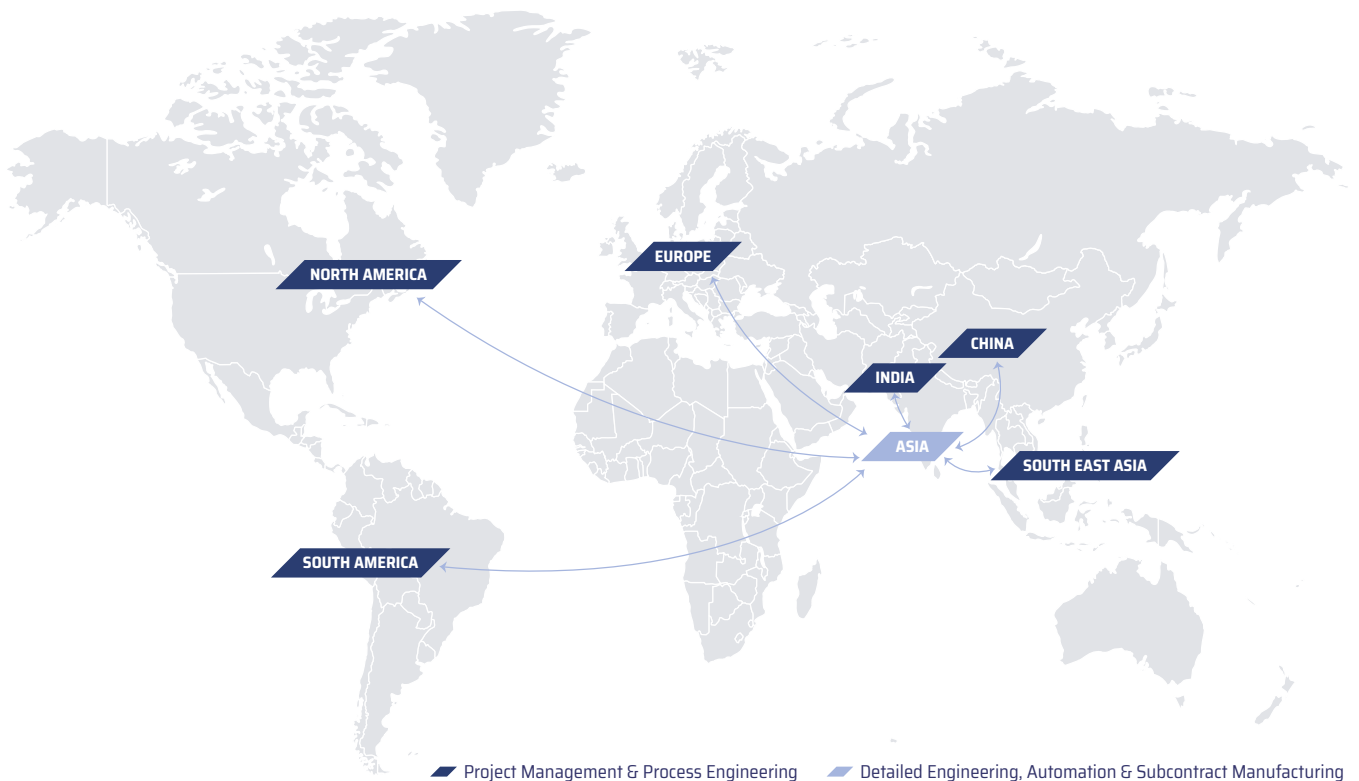 EUROPE
NORTH AMERICA
CHINA
INDIA
ASIA
SOUTH EAST ASIA
SOUTH AMERICA
Project Management & Process Engineering
Detailed Engineering, Automation & Subcontract Manufacturing